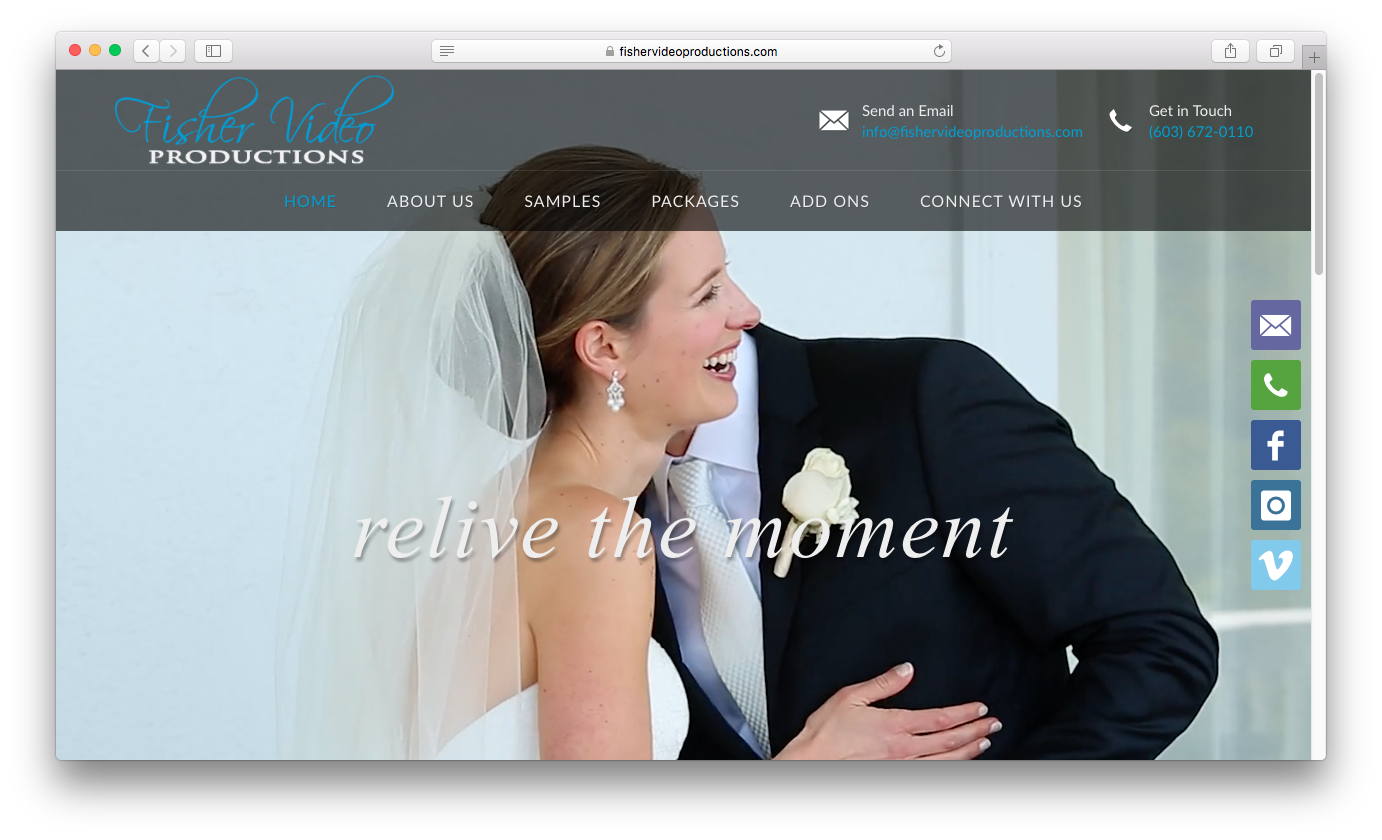 fishervideoproductions.com
Fisher Video
PRODUCTIONS
Send an Email
info@fishervideoproductions.com
Get in Touch
(603) 672-0110
HOME ABOUT US SAMPLES PACKAGES ADD ONS CONNECT WITH US
relive the moment